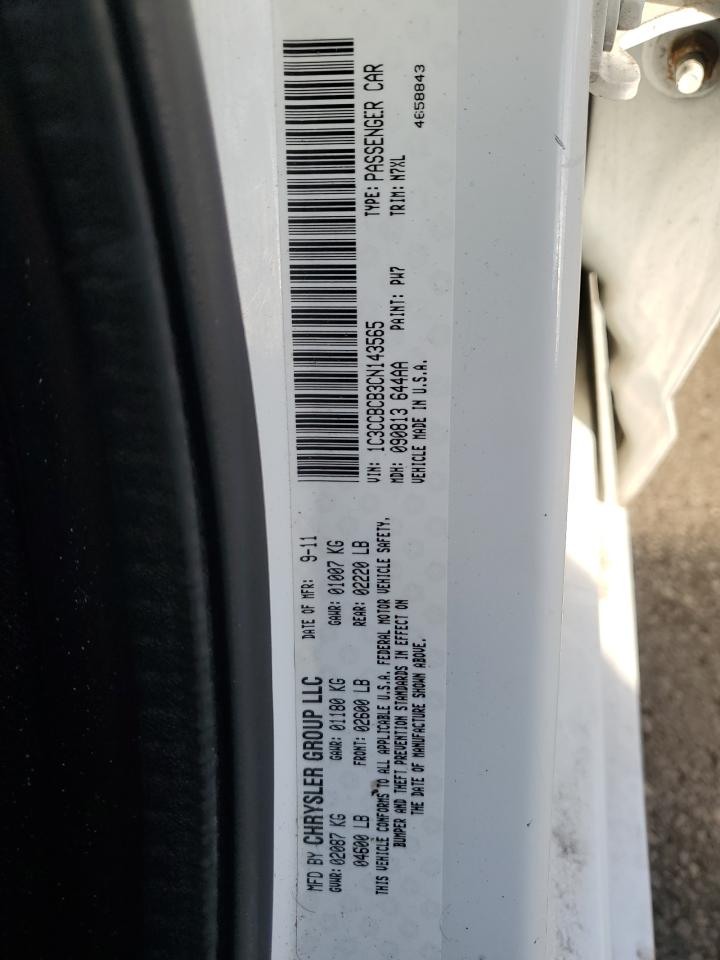 MFD BY CHRYSLER GROUP LLC DATE OF MFR: 9-11
GVWR: 02087 KG GAWR: 01180 KG GAWR: 01007 KG
04600 LB FRONT: 02600 LB REAR: 02220 LB
THIS VEHICLE CONFORMS TO ALL APPLICABLE U.S.A. FEDERAL MOTOR VEHICLE SAFETY,
BUMPER AND THEFT PREVENTION STANDARDS IN EFFECT ON
THE DATE OF MANUFACTURE SHOWN ABOVE.
VIN: 1C3CCBCB3CN143565 TYPE: PASSENGER CAR
MDH: 090813 644AA PAINT: PW7 TRIM: N7XL
VEHICLE MADE IN U.S.A. 4658843